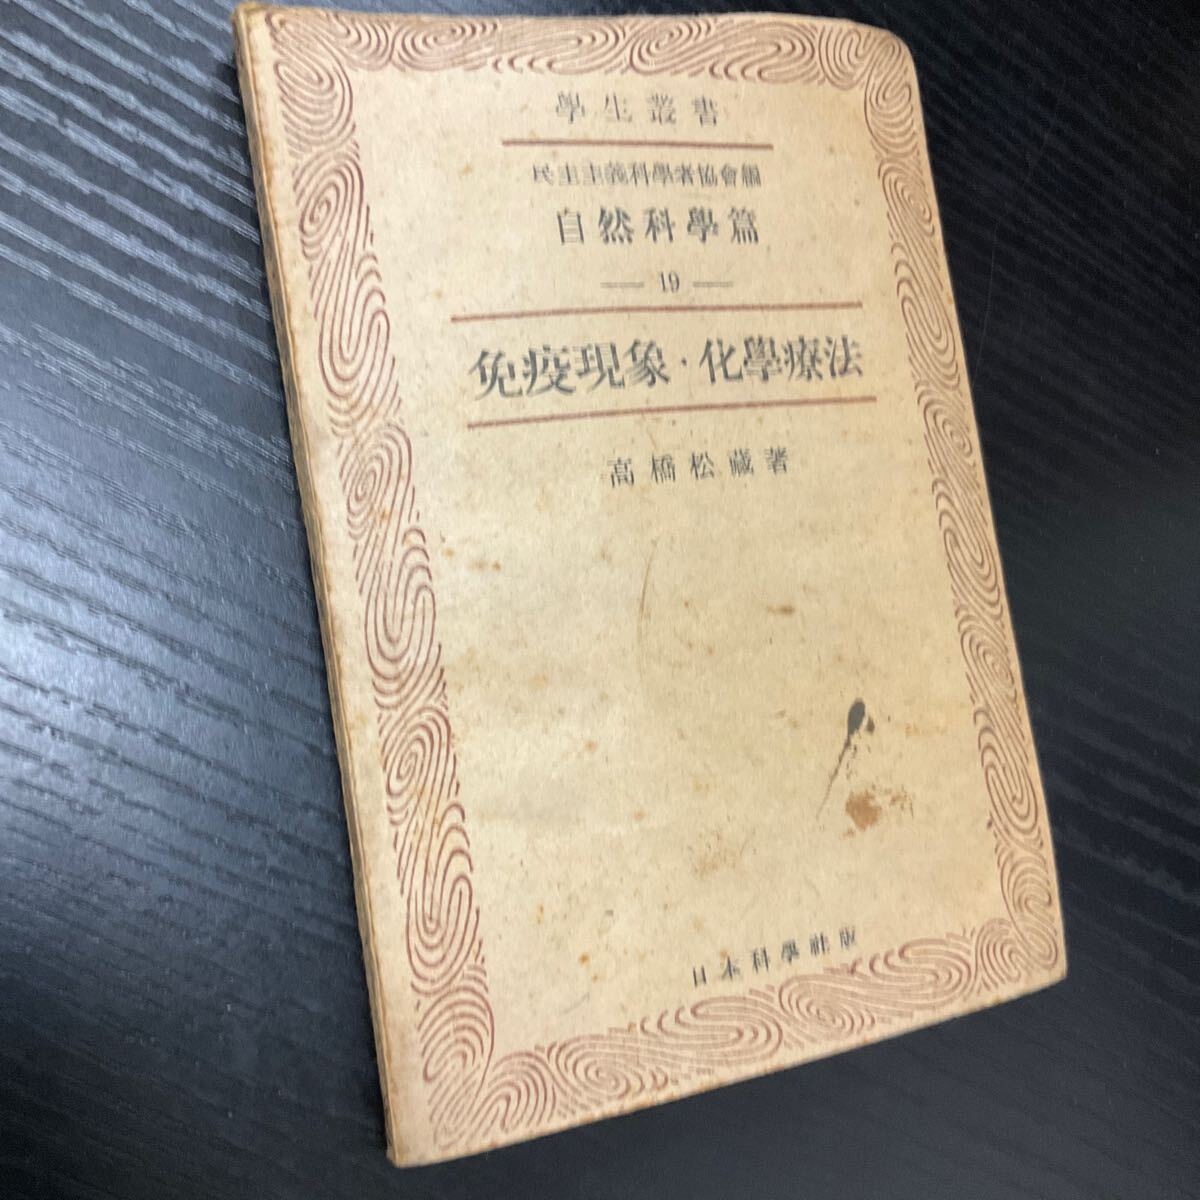 學生叢書
民主主義科學者協會編
自然科學篇
— 19 —
免疫現象・化學療法
高橋松藏著
日本科學社版